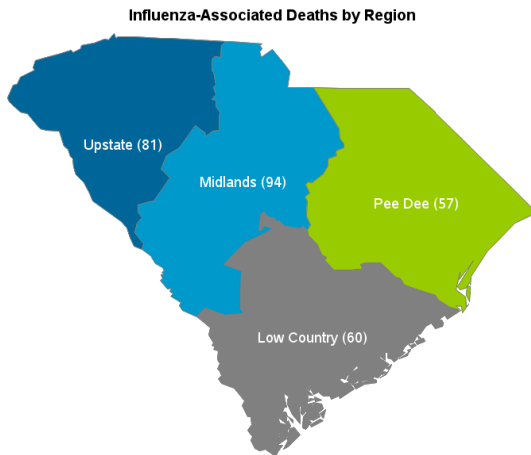 Influenza-Associated Deaths by Region
Upstate (81)
Midlands (94)
Pee Dee (57)
Low Country (60)